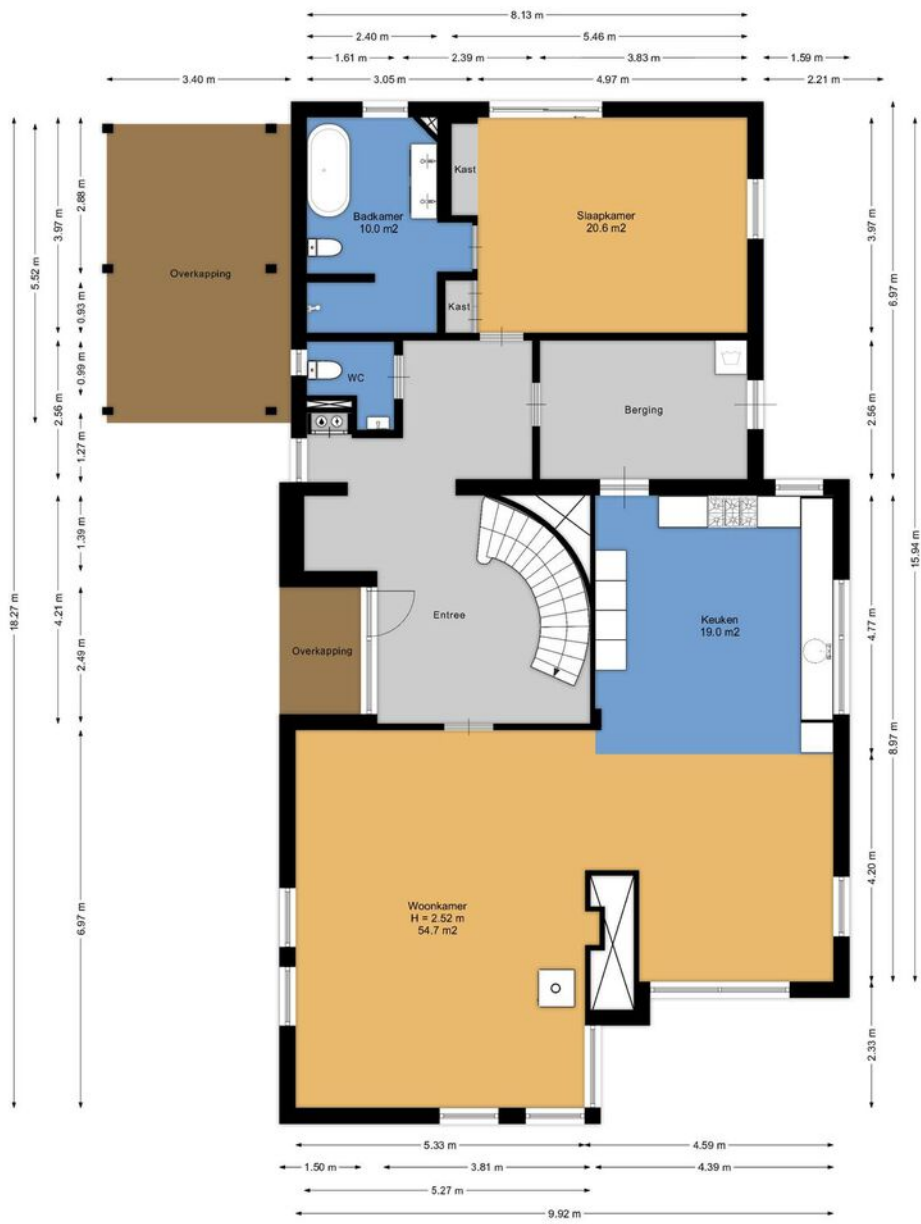 8.13 m
2.40 m
5.46 m
1.61 m
2.39 m
3.83 m
1.59 m
3.40 m
3.05 m
4.97 m
2.21 m
18.27 m
5.52 m
3.97 m
2.88 m
0.93 m
2.56 m
0.99 m
1.27 m
4.21 m
1.39 m
2.49 m
6.97 m
Overkapping
Badkamer
10.0 m2
Kast
Slaapkamer
20.6 m2
Kast
WC
Berging
Entree
Overkapping
Keuken
19.0 m2
Woonkamer
H = 2.52 m
54.7 m2
3.97 m
2.56 m
4.77 m
4.20 m
2.33 m
6.97 m
8.97 m
15.94 m
5.33 m
4.59 m
1.50 m
3.81 m
4.39 m
5.27 m
9.92 m